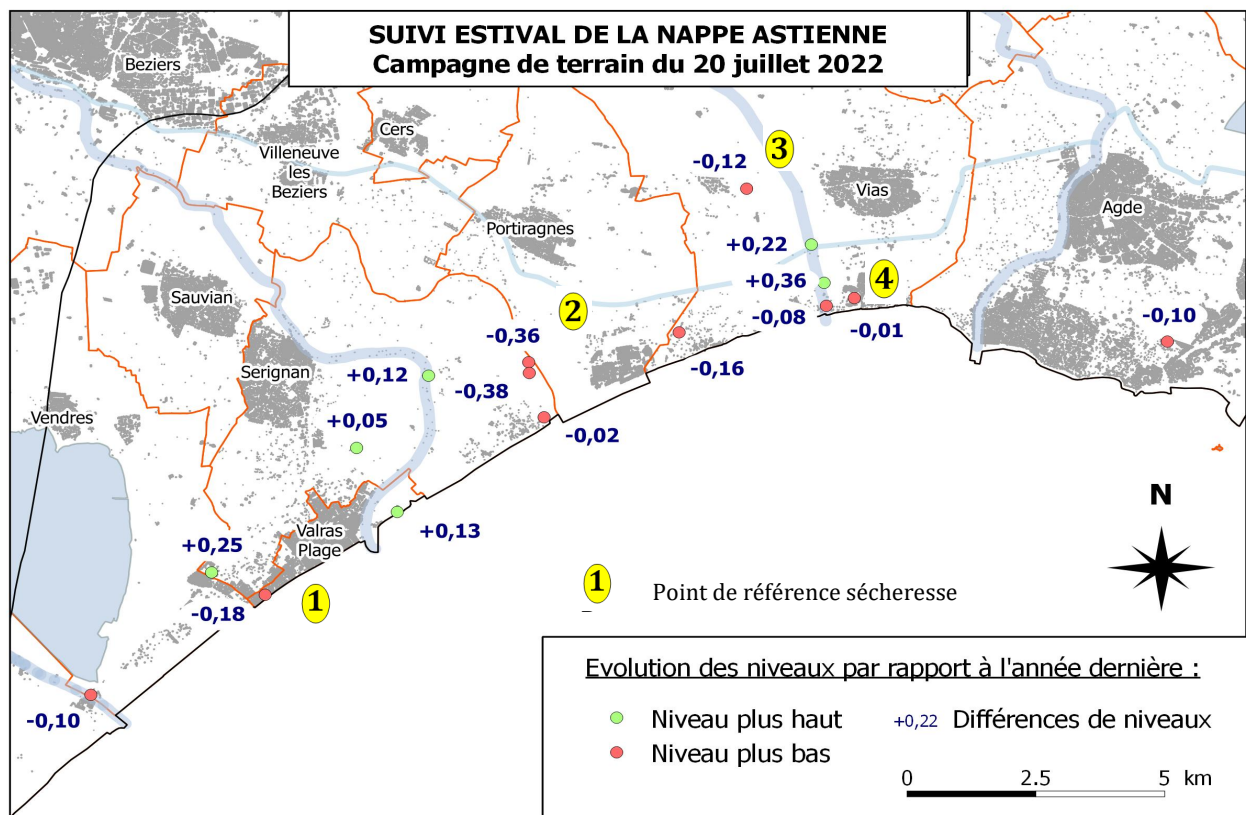 SUIVI ESTIVAL DE LA NAPPE ASTIENNE
Campagne de terrain du 20 juillet 2022
Beziers
Cers
Villeneuve
les
Beziers
3
-0,12
Vias
Portiragnes
Agde
+0,22
Sauvian
+0,36
4
2
-0,08
-0,01
-0,10
-0,36
-0,16
Serignan
+0,12
-0,38
Vendres
+0,05
-0,02
N
Valras
Plage
+0,13
+0,25
-0,18
1
1 Point de référence sécheresse
-0,10
Evolution des niveaux par rapport à l'année dernière :
Niveau plus haut
+0,22 Différences de niveaux
Niveau plus bas
0 2.5 5 km